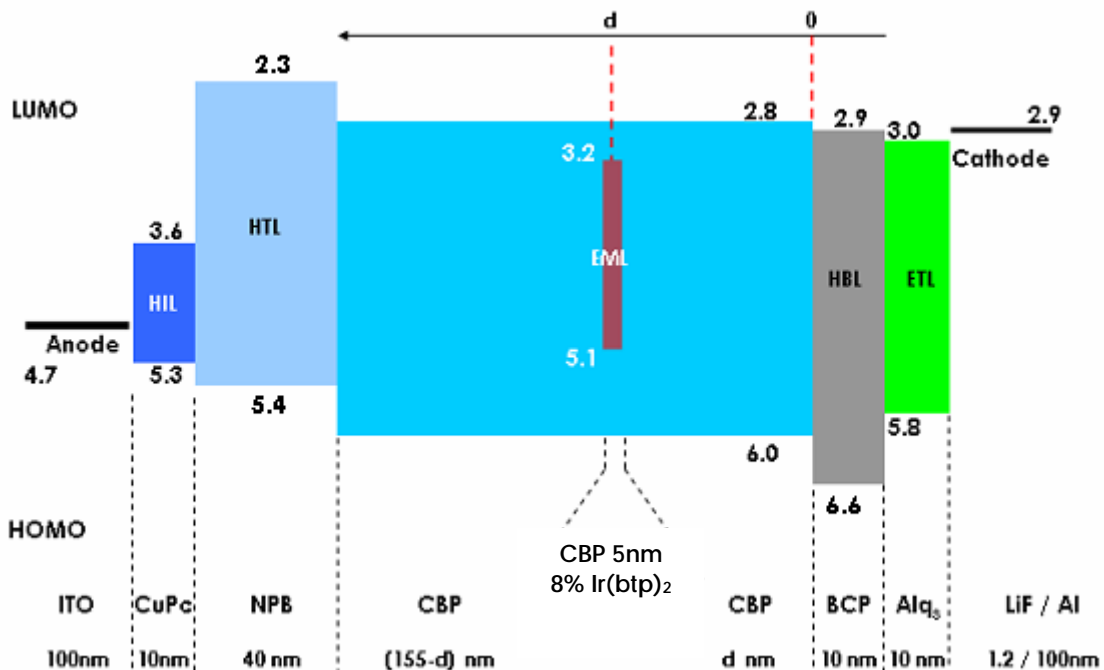 d 0
2.3
LUMO
2.8 2.9 3.0 2.9
3.2
Cathode
3.6
HTL
EML
HBL ETL
HIL
Anode
4.7 5.3 5.4
5.1
5.8
6.0
6.6
HOMO
CBP 5nm
8% Ir(btp)₂
ITO CuPc NPB CBP CBP BCP Alq₃ LiF / Al
100nm 10nm 40 nm (155-d) nm d nm 10 nm 10 nm 1.2 / 100nm